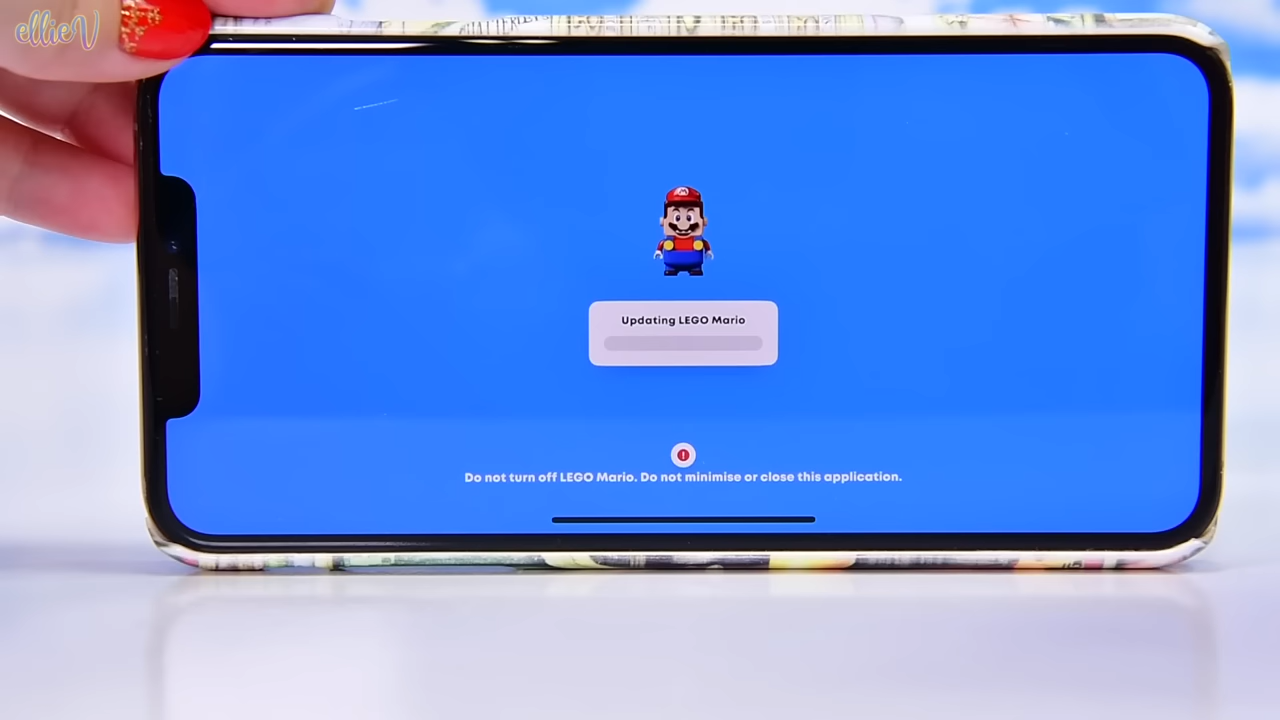 ellieV
Updating LEGO Mario
Do not turn off LEGO Mario. Do not minimise or close this application.